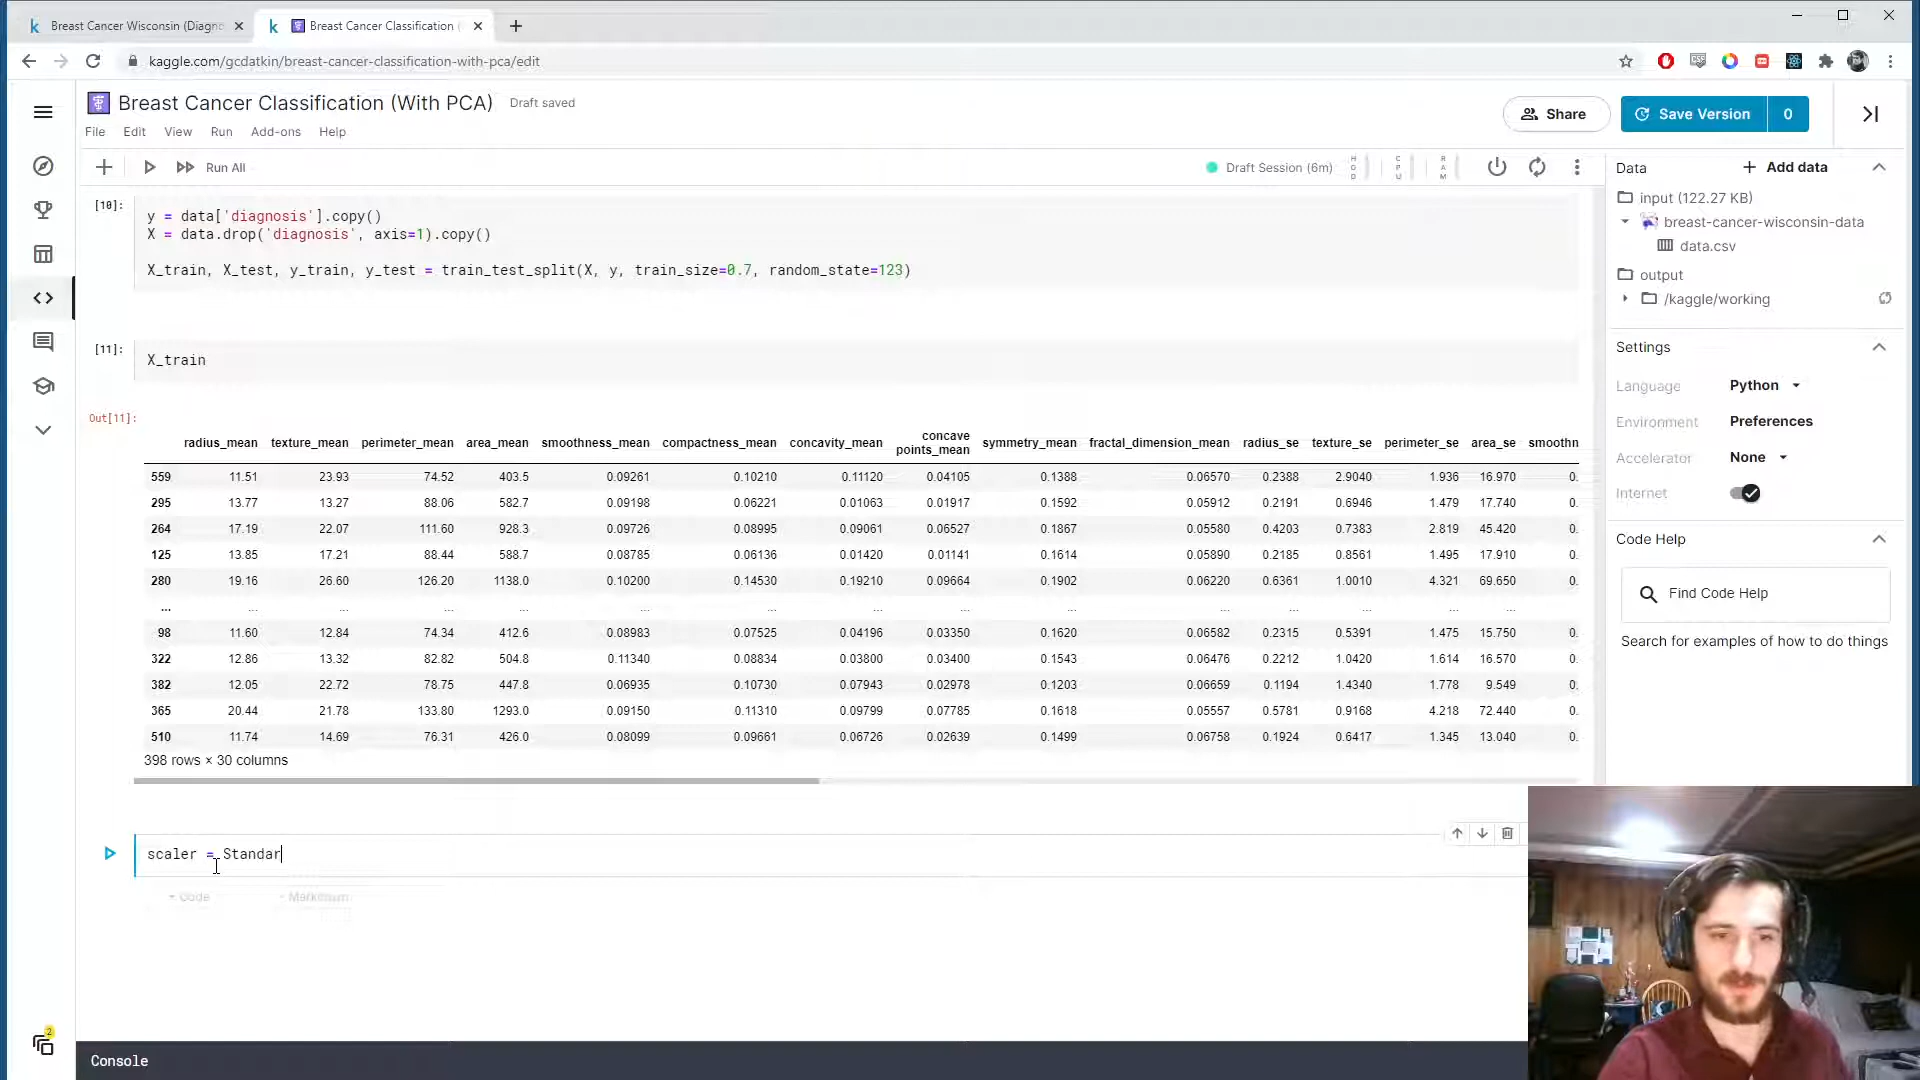 Breast Cancer Wisconsin (Diagno
Breast Cancer Classification (
kaggle.com/gcdatkin/breast-cancer-classification-with-pca/edit
Breast Cancer Classification (With PCA)
Draft saved
File Edit View Run Add-ons Help
Share
Save Version
0
Run All
Draft Session (6m)
HDD
CPU
RAM
[10]:
y = data['diagnosis'].copy()
X = data.drop('diagnosis', axis=1).copy()
X_train, X_test, y_train, y_test = train_test_split(X, y, train_size=0.7, random_state=123)
[11]:
X_train
Out[11]:
radius_mean texture_mean perimeter_mean area_mean smoothness_mean compactness_mean concavity_mean concave points_mean symmetry_mean fractal_dimension_mean radius_se texture_se perimeter_se area_se smoothn
559 11.51 23.93 74.52 403.5 0.09261 0.10210 0.11120 0.04105 0.1388 0.06570 0.2388 2.9040 1.936 16.970 0.
295 13.77 13.27 88.06 582.7 0.09198 0.06221 0.01063 0.01917 0.1592 0.05912 0.2191 0.6946 1.479 17.740 0.
264 17.19 22.07 111.60 928.3 0.09726 0.08995 0.09061 0.06527 0.1867 0.05580 0.4203 0.7383 2.819 45.420 0.
125 13.85 17.21 88.44 588.7 0.08785 0.06136 0.01420 0.01141 0.1614 0.05890 0.2185 0.8561 1.495 17.910 0.
280 19.16 26.60 126.20 1138.0 0.10200 0.14530 0.19210 0.09664 0.1902 0.06220 0.6361 1.0010 4.321 69.650 0.
... ... ... ... ... ... ... ... ... ... ... ... ... ... ... ...
98 11.60 12.84 74.34 412.6 0.08983 0.07525 0.04196 0.03350 0.1620 0.06582 0.2315 0.5391 1.475 15.750 0.
322 12.86 13.32 82.82 504.8 0.11340 0.08834 0.03800 0.03400 0.1543 0.06476 0.2212 1.0420 1.614 16.570 0.
382 12.05 22.72 78.75 447.8 0.06935 0.10730 0.07943 0.02978 0.1203 0.06659 0.1194 1.4340 1.778 9.549 0.
365 20.44 21.78 133.80 1293.0 0.09150 0.11310 0.09799 0.07785 0.1618 0.05557 0.5781 0.9168 4.218 72.440 0.
510 11.74 14.69 76.31 426.0 0.08099 0.09661 0.06726 0.02639 0.1499 0.06758 0.1924 0.6417 1.345 13.040 0.
398 rows × 30 columns
scaler = Standar
+ Code
+ Markdown
Console
2
Data
+ Add data
input (122.27 KB)
breast-cancer-wisconsin-data
data.csv
output
/kaggle/working
Settings
Language Python
Environment Preferences
Accelerator None
Internet
Code Help
Find Code Help
Search for examples of how to do things